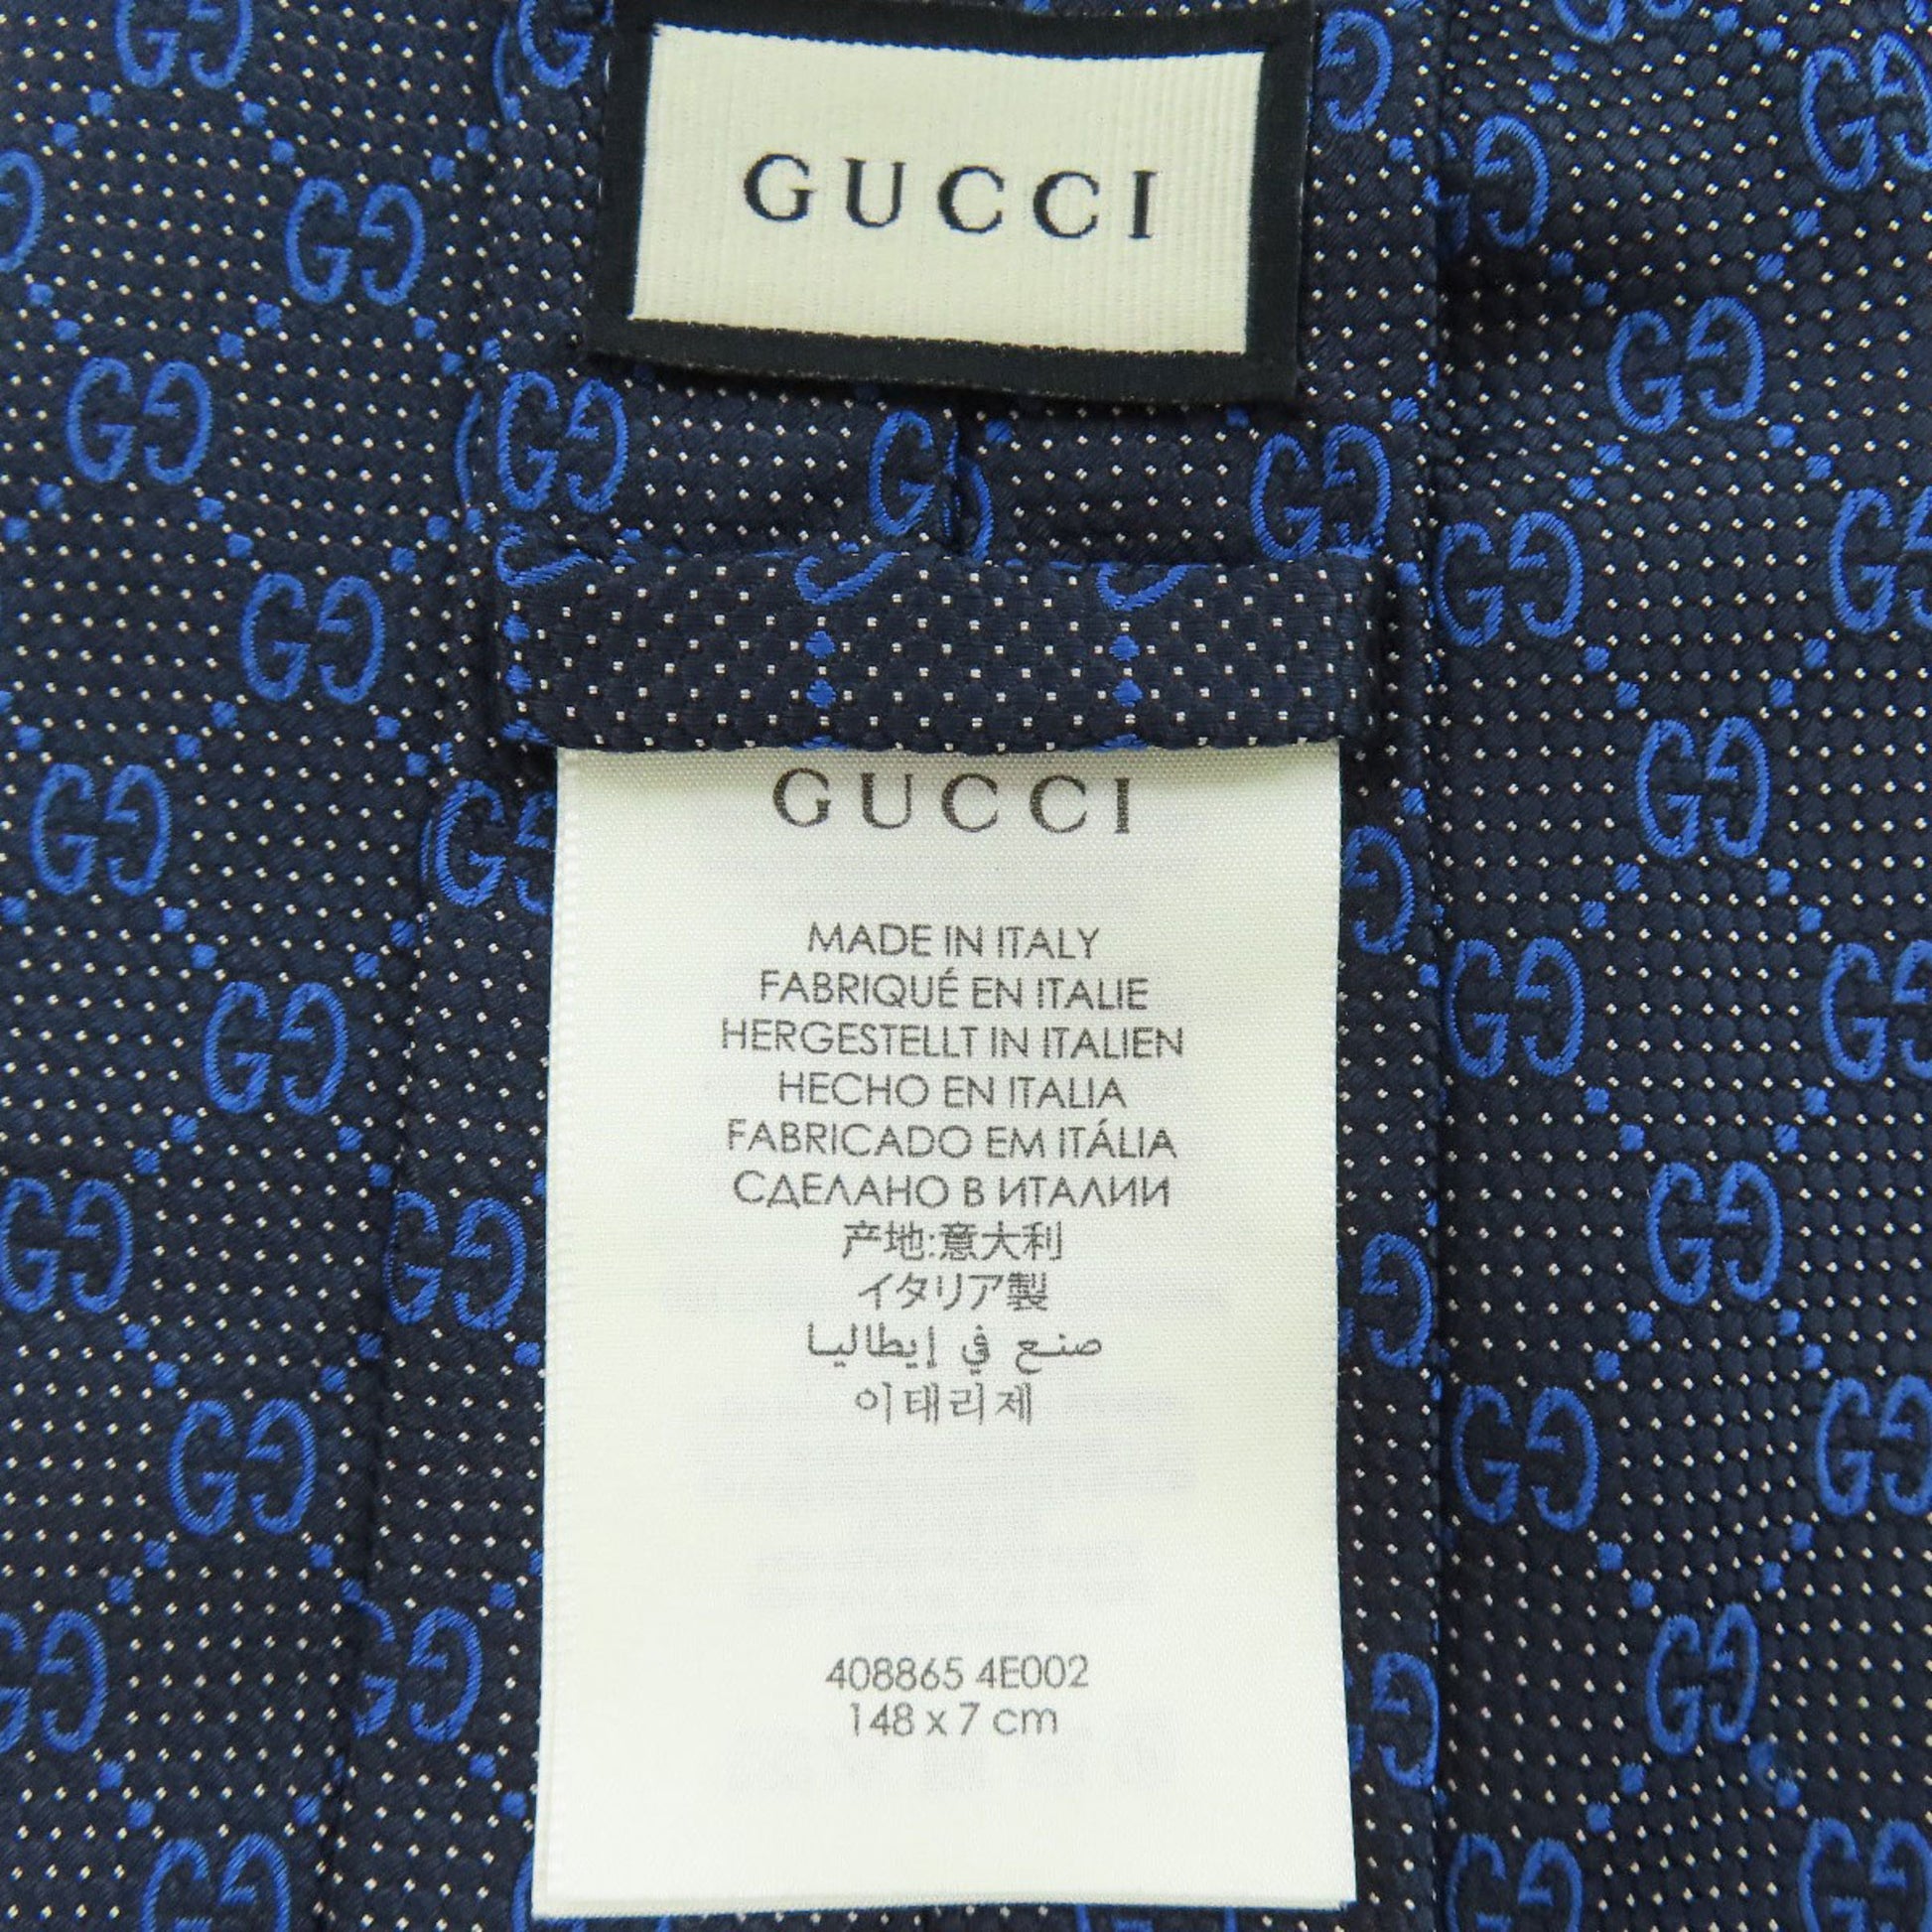 GUCCI
GUCCI
MADE IN ITALY
FABRIQUÉ EN ITALIE
HERGESTELLT IN ITALIEN
HECHO EN ITALIA
FABRICADO EM ITÁLIA
СДЕЛАНО В ИТАЛИИ
产地:意大利
イタリア製
صنع في إيطاليا
이태리제
408865 4E002
148 x 7 cm